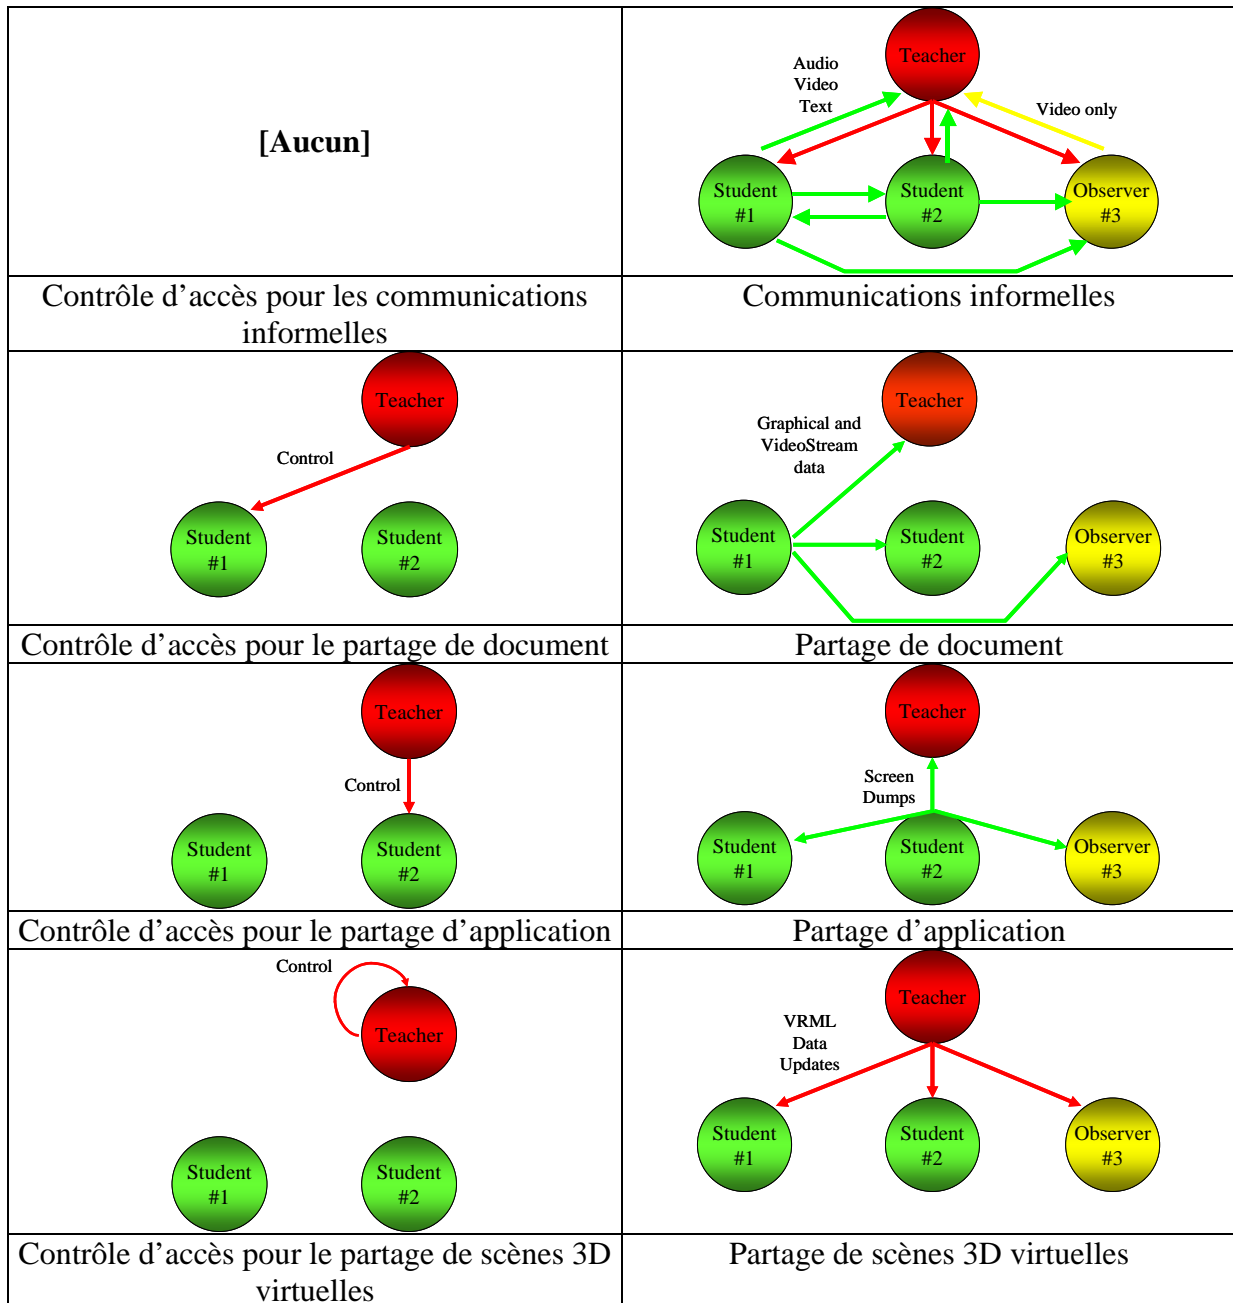 [Aucun]
Teacher
Audio
Video
Text
Video only
Student
#1
Student
#2
Observer
#3
Contrôle d’accès pour les communications
informelles
Communications informelles
Teacher
Control
Student
#1
Student
#2
Teacher
Graphical and
VideoStream
data
Student
#1
Student
#2
Observer
#3
Contrôle d’accès pour le partage de document
Partage de document
Teacher
Control
Student
#1
Student
#2
Teacher
Screen
Dumps
Student
#1
Student
#2
Observer
#3
Contrôle d’accès pour le partage d’application
Partage d’application
Control
Teacher
Student
#1
Student
#2
Teacher
VRML
Data
Updates
Student
#1
Student
#2
Observer
#3
Contrôle d’accès pour le partage de scènes 3D
virtuelles
Partage de scènes 3D virtuelles